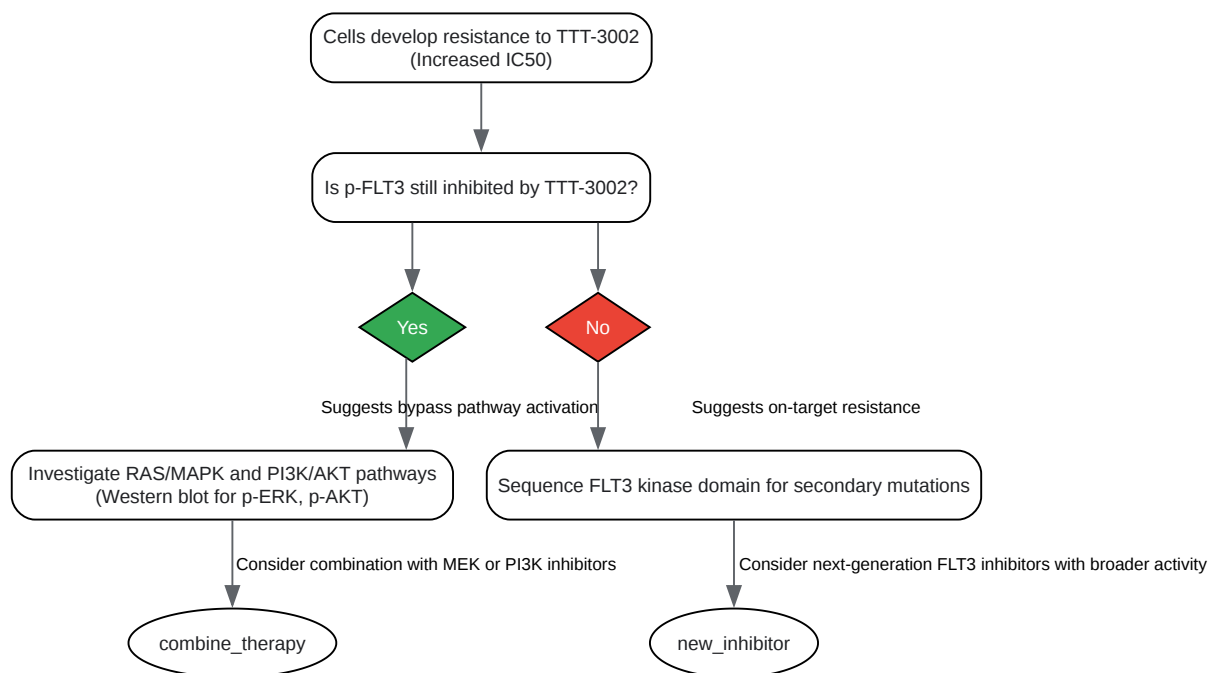 Cells develop resistance to TTT-3002
(Increased IC50)
Is p-FLT3 still inhibited by TTT-3002?
Yes
No
Suggests bypass pathway activation
Suggests on-target resistance
Investigate RAS/MAPK and PI3K/AKT pathways
(Western blot for p-ERK, p-AKT)
Sequence FLT3 kinase domain for secondary mutations
Consider combination with MEK or PI3K inhibitors
Consider next-generation FLT3 inhibitors with broader activity
combine_therapy
new_inhibitor